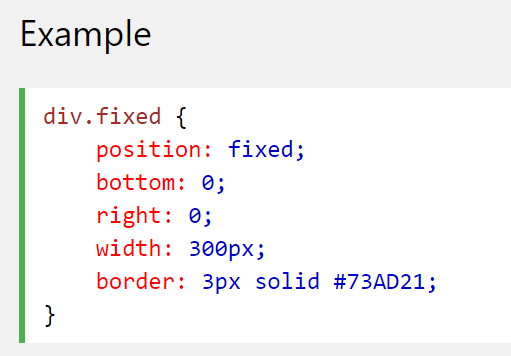 Example
div.fixed {
    position: fixed;
    bottom: 0;
    right: 0;
    width: 300px;
    border: 3px solid #73AD21;
}